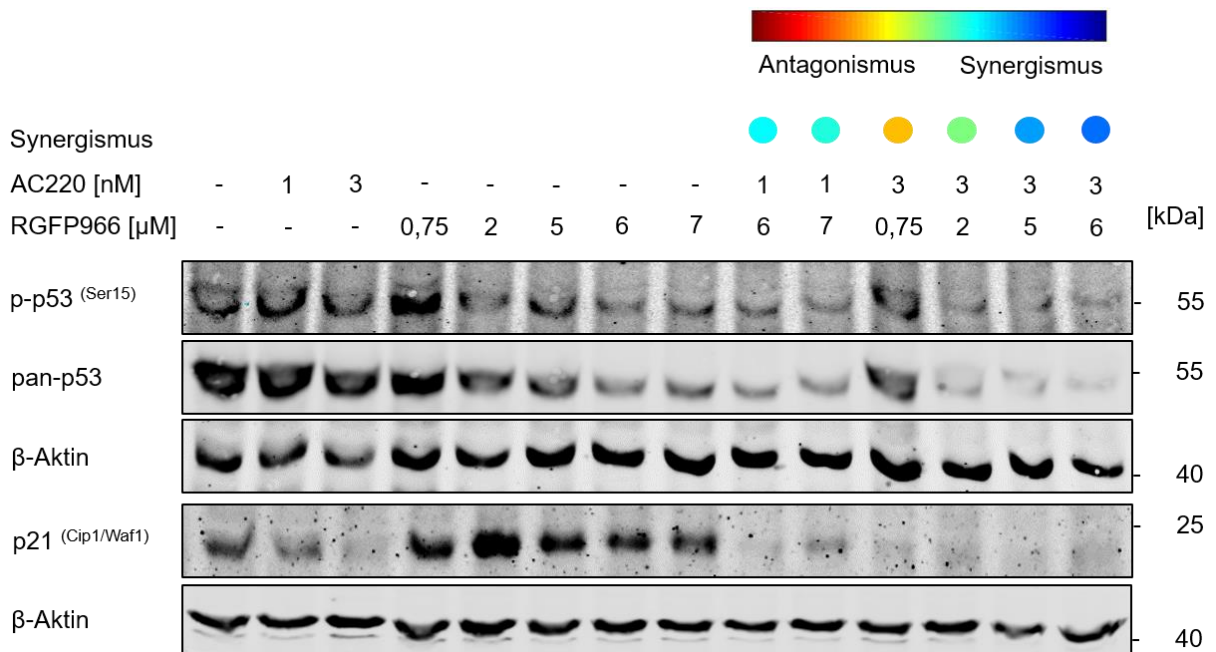 Antagonismus Synergismus
Synergismus
AC220 [nM] - 1 3 - - - - - 1 1 3 3 3 3
RGFP966 [µM] - - - 0,75 2 5 6 7 6 7 0,75 2 5 6 [kDa]
p-p53 (Ser15) - 55
pan-p53 - 55
β-Aktin - 40
p21 (Cip1/Waf1) - 25
β-Aktin - 40